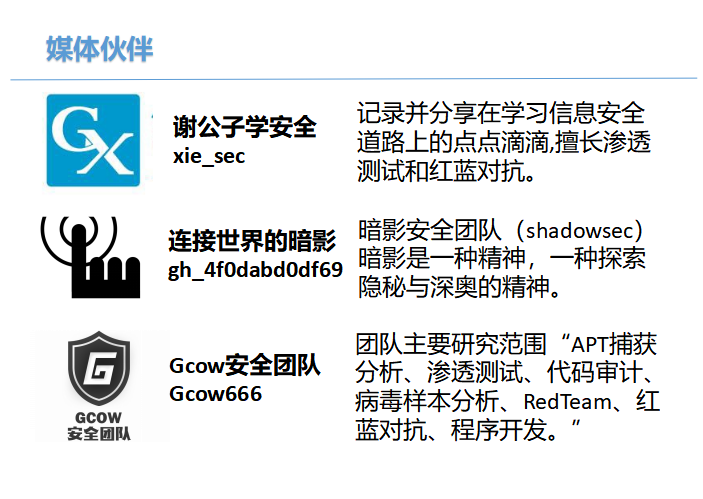 媒体伙伴
GX
谢公子学安全
xie_sec
记录并分享在学习信息安全
道路上的点点滴滴,擅长渗透
测试和红蓝对抗。
连接世界的暗影
gh_4f0dabd0df69
暗影安全团队（shadowsec）
暗影是一种精神，一种探索
隐秘与深奥的精神。
G
GCOW
安全团队
Gcow安全团队
Gcow666
团队主要研究范围“APT捕获
分析、渗透测试、代码审计、
病毒样本分析、RedTeam、红
蓝对抗、程序开发。”